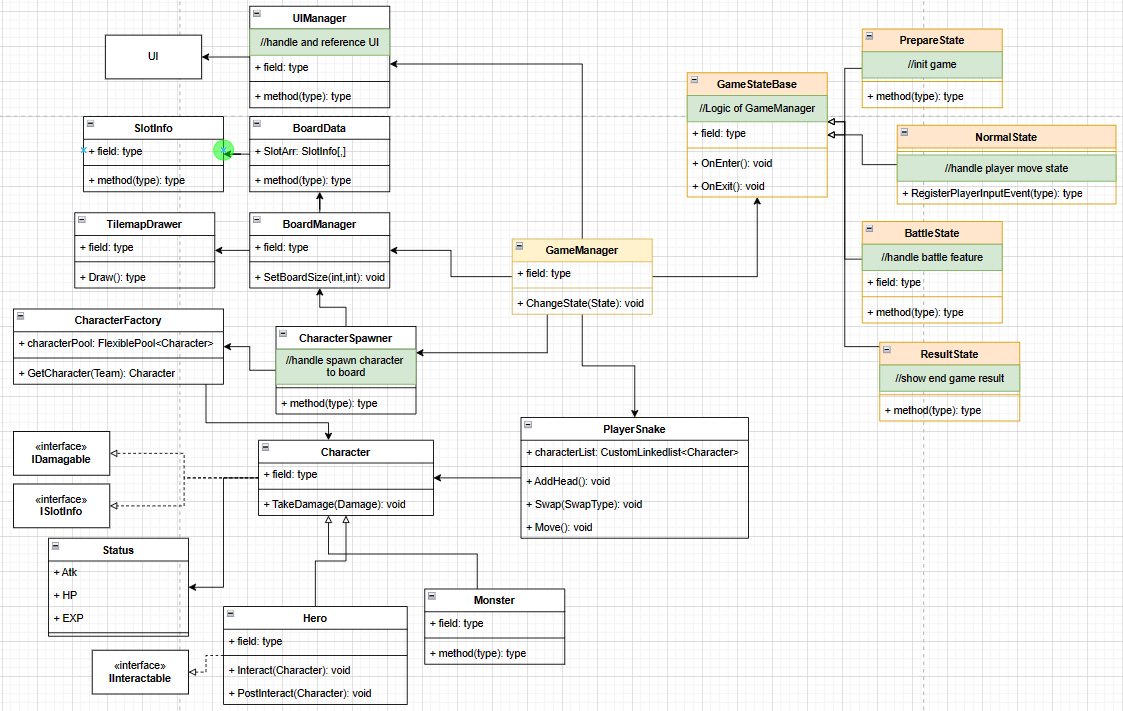 UIManager
//handle and reference UI
+ field: type
+ method(type): type
UI
SlotInfo
+ field: type
+ method(type): type
BoardData
+ SlotArr: SlotInfo[,]
+ method(type): type
TilemapDrawer
+ field: type
+ Draw(): type
BoardManager
+ field: type
+ SetBoardSize(int,int): void
CharacterFactory
+ characterPool: FlexiblePool<Character>
+ GetCharacter(Team): Character
CharacterSpawner
//handle spawn character
to board
+ method(type): type
GameManager
+ field: type
+ ChangeState(State): void
GameStateBase
//Logic of GameManager
+ field: type
+ OnEnter(): void
+ OnExit(): void
PrepareState
//init game
+ method(type): type
NormalState
//handle player move state
+ RegisterPlayerInputEvent(type): type
BattleState
//handle battle feature
+ field: type
+ method(type): type
ResultState
//show end game result
+ method(type): type
PlayerSnake
+ characterList: CustomLinkedlist<Character>
+ AddHead(): void
+ Swap(SwapType): void
+ Move(): void
Character
+ field: type
+ TakeDamage(Damage): void
«interface»
IDamagable
«interface»
ISlotInfo
Status
+ Atk
+ HP
+ EXP
Hero
+ field: type
+ Interact(Character): void
+ PostInteract(Character): void
Monster
+ field: type
+ method(type): type
«interface»
IInteractable